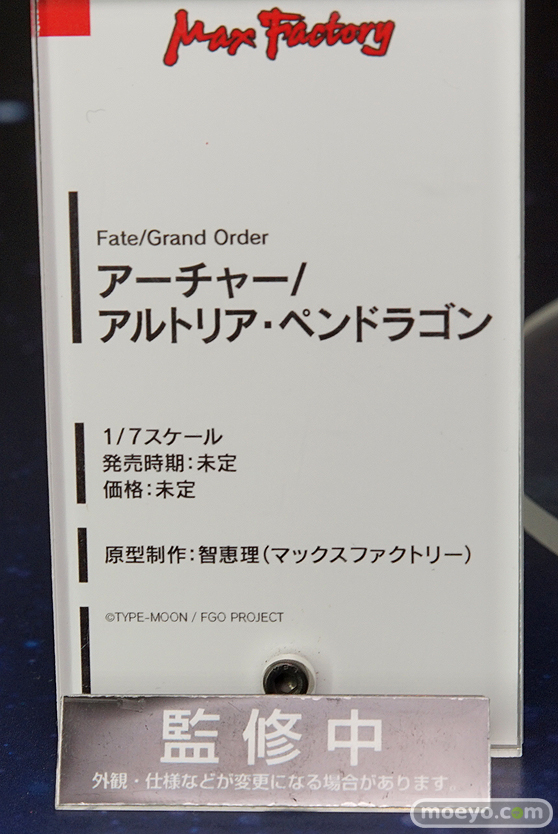 Max Factory
Fate/Grand Order
アーチャー/
アルトリア・ペンドラゴン
1/7スケール
発売時期：未定
価格：未定
原型制作：智恵理（マックスファクトリー）
©TYPE-MOON / FGO PROJECT
監修中
外観・仕様などが変更になる場合があります。
moeyo.com